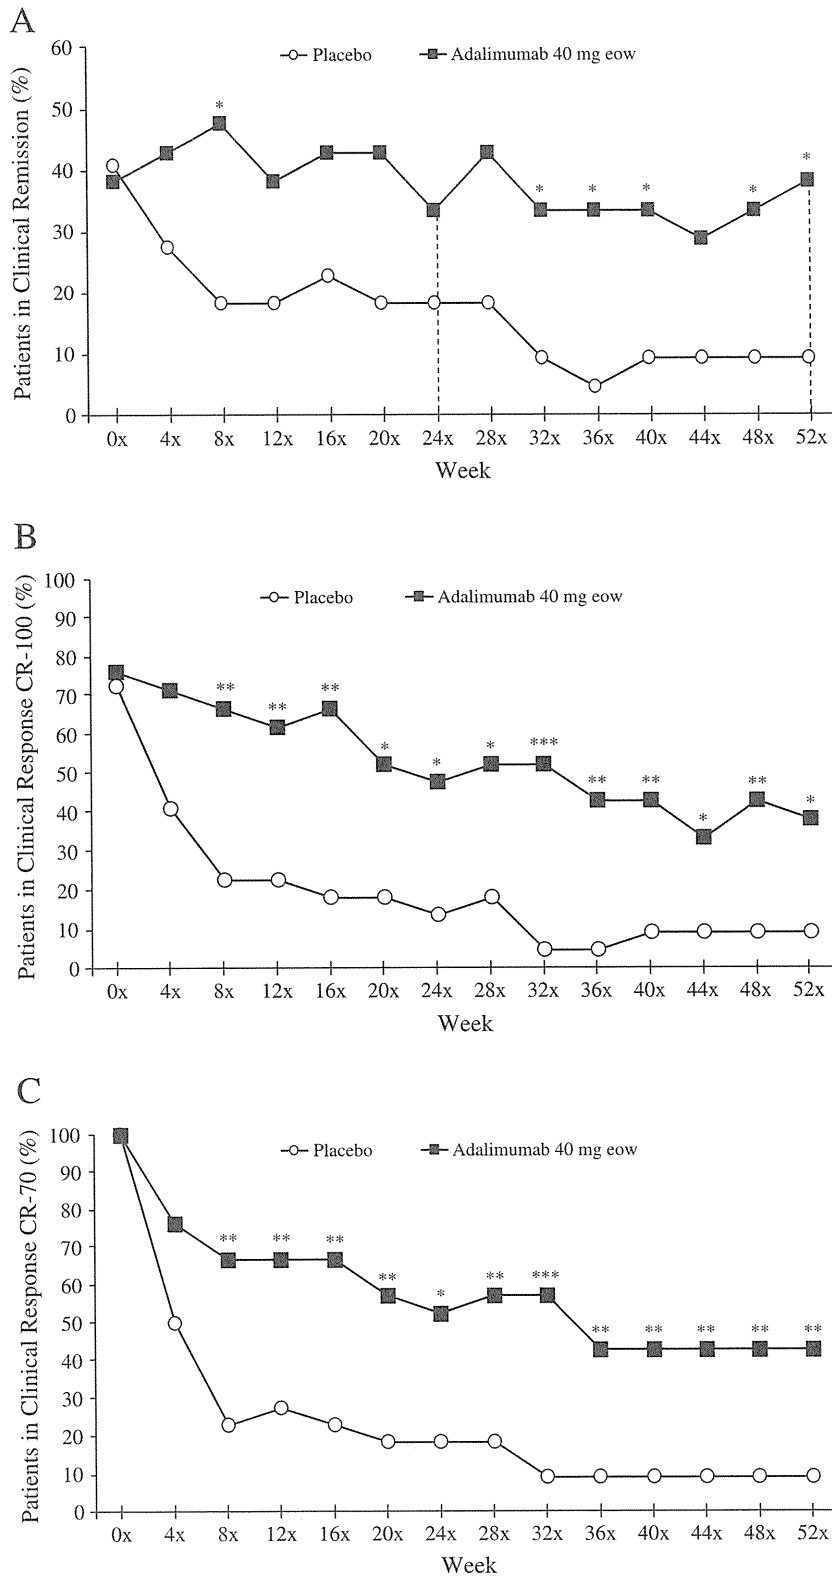 A
Placebo
Adalimumab 40 mg eow
Patients in Clinical Remission (%)
60
50
40
30
20
10
0
*
*
*
*
*
*
0x 4x 8x 12x 16x 20x 24x 28x 32x 36x 40x 44x 48x 52x
Week
B
Placebo
Adalimumab 40 mg eow
Patients in Clinical Response CR-100 (%)
100
90
80
70
60
50
40
30
20
10
0
** ** ** * * * *** ** ** * ** *
0x 4x 8x 12x 16x 20x 24x 28x 32x 36x 40x 44x 48x 52x
Week
C
Placebo
Adalimumab 40 mg eow
Patients in Clinical Response CR-70 (%)
100
90
80
70
60
50
40
30
20
10
0
** ** ** ** * ** *** ** ** ** ** **
0x 4x 8x 12x 16x 20x 24x 28x 32x 36x 40x 44x 48x 52x
Week